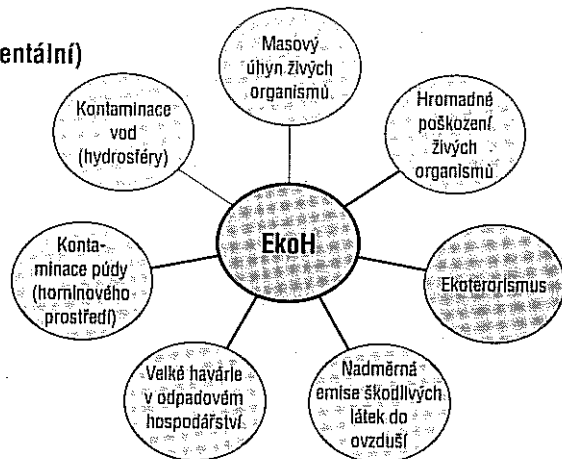 entální)
Masový
úhyn živých
organismů
Hromadné
poškození
živých
organismů
Kontaminace
vod
(hydrosféry)
EkoH
Konta-
minace půdy
(horninového
prostředí)
Ekoterorismus
Velké havárie
v odpadovém
hospodářství
Nadměrná
emise škodlivých
látek do
ovzduší